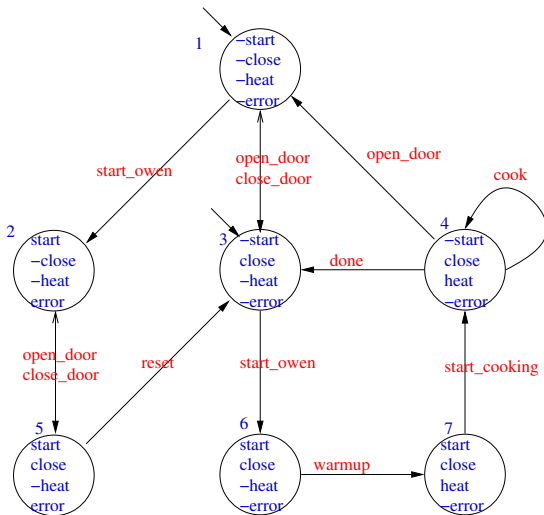 1
−start
−close
−heat
−error
start_owen
open_door
close_door
open_door
cook
2
start
−close
−heat
error
3
−start
close
−heat
−error
done
4
−start
close
heat
−error
open_door
close_door
reset
start_owen
start_cooking
5
start
close
−heat
error
6
start
close
−heat
−error
warmup
7
start
close
heat
−error